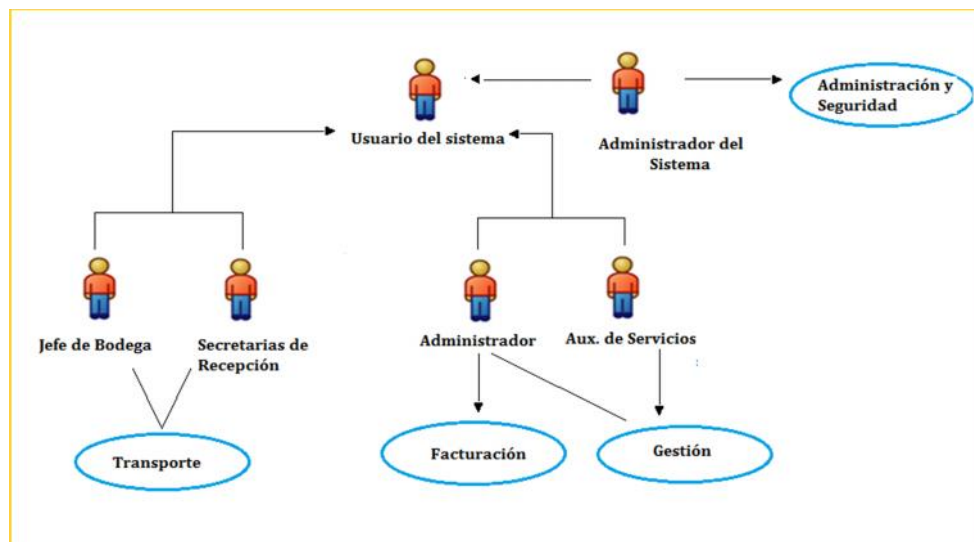 Administración y
Seguridad
Usuario del sistema
Administrador del
Sistema
Jefe de Bodega
Secretarias de
Recepción
Administrador
Aux. de Servicios
Transporte
Facturación
Gestión